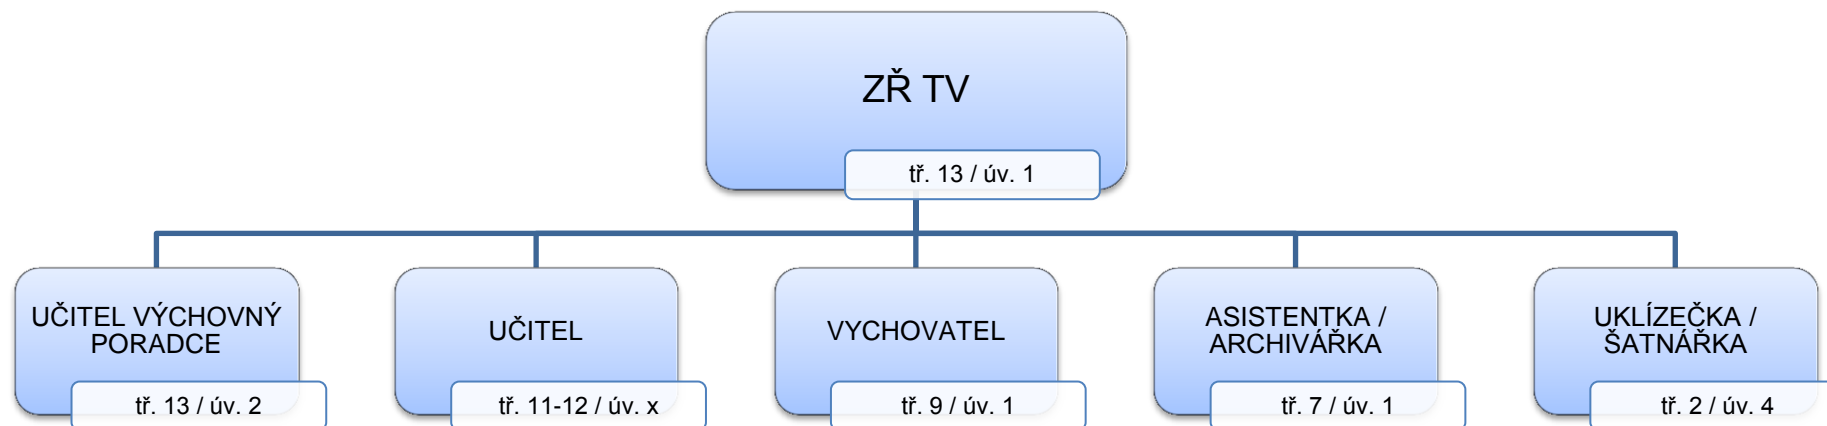 ZŘ TV
tř. 13 / úv. 1
UČITEL VÝCHOVNÝ
PORADCE
tř. 13 / úv. 2
UČITEL
tř. 11-12 / úv. x
VYCHOVATEL
tř. 9 / úv. 1
ASISTENTKA /
ARCHIVÁŘKA
tř. 7 / úv. 1
UKLÍZEČKA /
ŠATNÁŘKA
tř. 2 / úv. 4